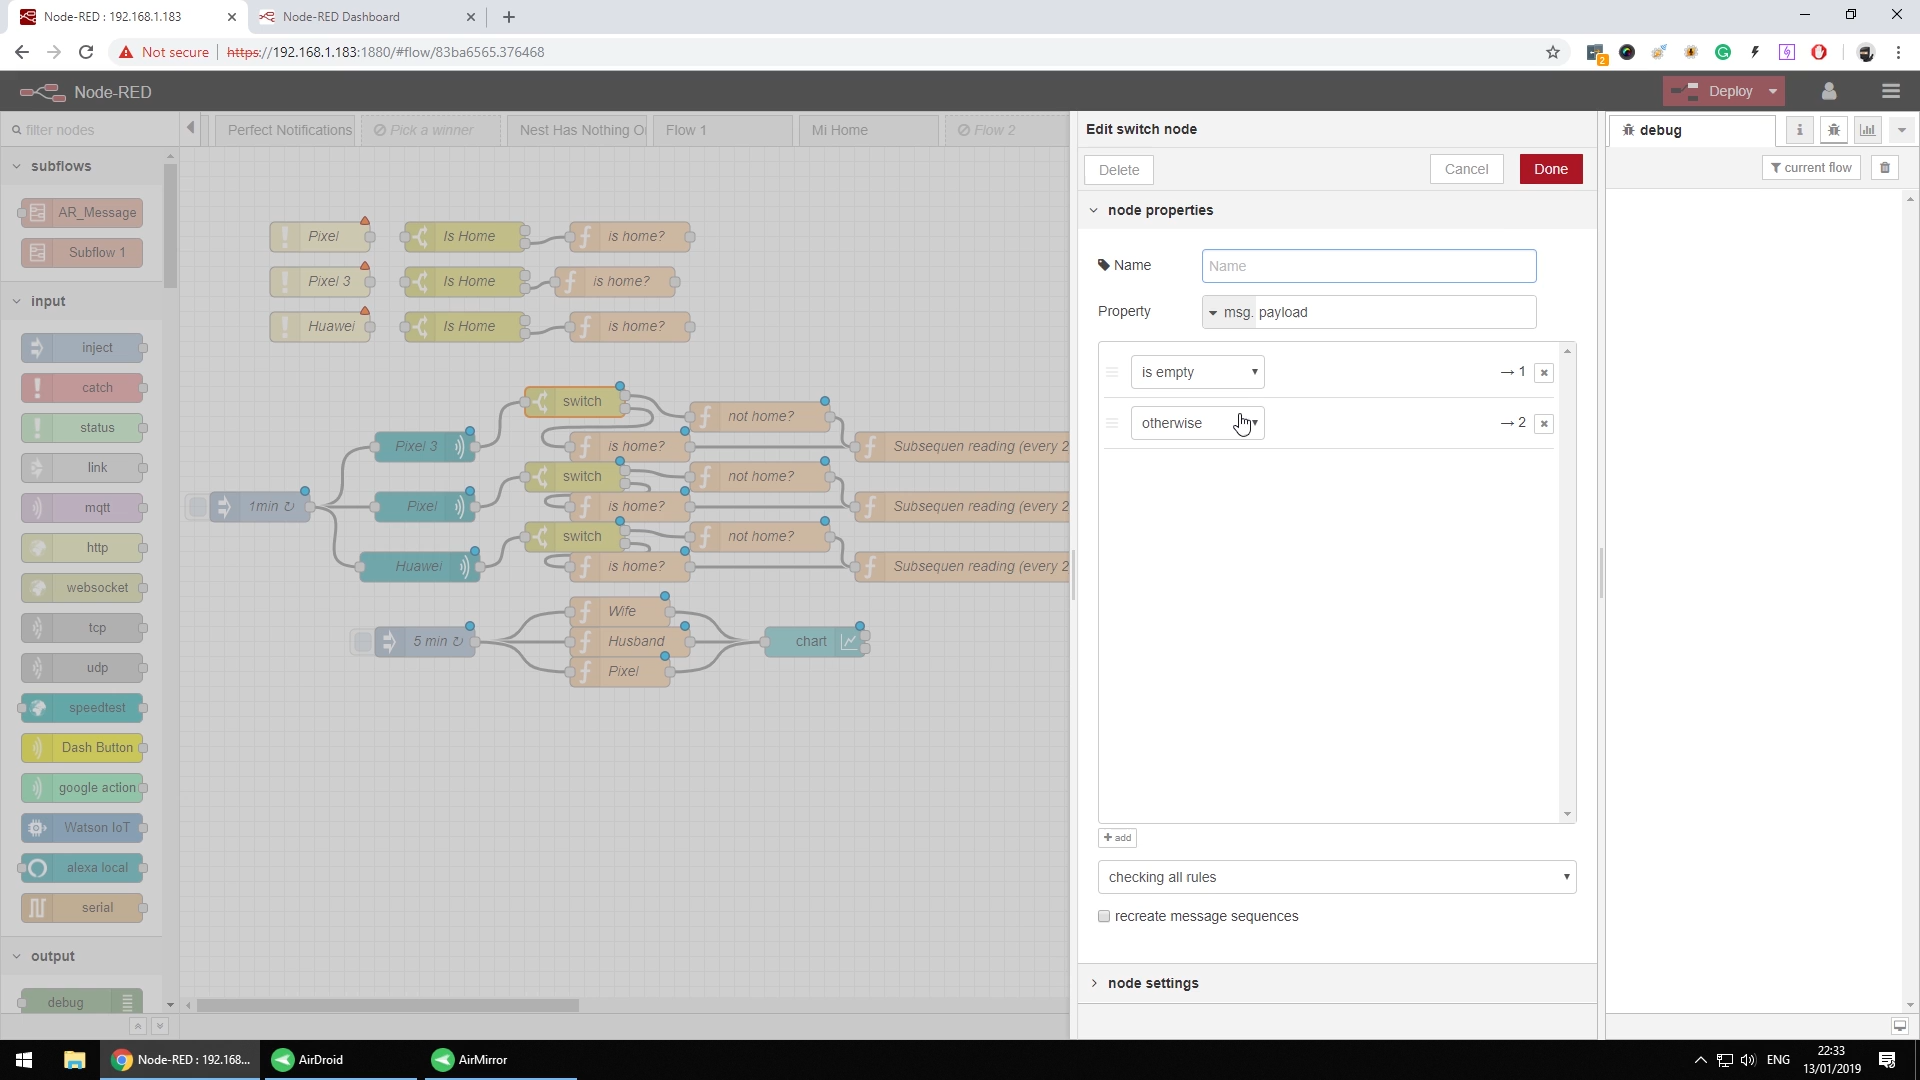 Node-RED : 192.168.1.183
Node-RED Dashboard
Not secure
https://192.168.1.183:1880/#flow/83ba6565.376468
2
Node-RED
Deploy
filter nodes
Perfect Notifications
Pick a winner
Nest Has Nothing O
Flow 1
Mi Home
Flow 2
subflows
AR_Message
Subflow 1
input
inject
catch
status
link
mqtt
http
websocket
tcp
udp
speedtest
Dash Button
google action
Watson IoT
alexa local
serial
output
debug
Pixel
Is Home
is home?
Pixel 3
Is Home
is home?
Huawei
Is Home
is home?
switch
not home?
Pixel 3
is home?
Subsequen reading (every 2
switch
not home?
1min ↻
Pixel
is home?
Subsequen reading (every 2
switch
not home?
Huawei
is home?
Subsequen reading (every 2
Wife
5 min ↻
Husband
chart
Pixel
Edit switch node
Delete
Cancel
Done
node properties
Name
Name
Property
msg. payload
is empty
→ 1
otherwise
→ 2
+ add
checking all rules
recreate message sequences
node settings
debug
i
current flow
Node-RED : 192.168...
AirDroid
AirMirror
ENG
22:33
13/01/2019